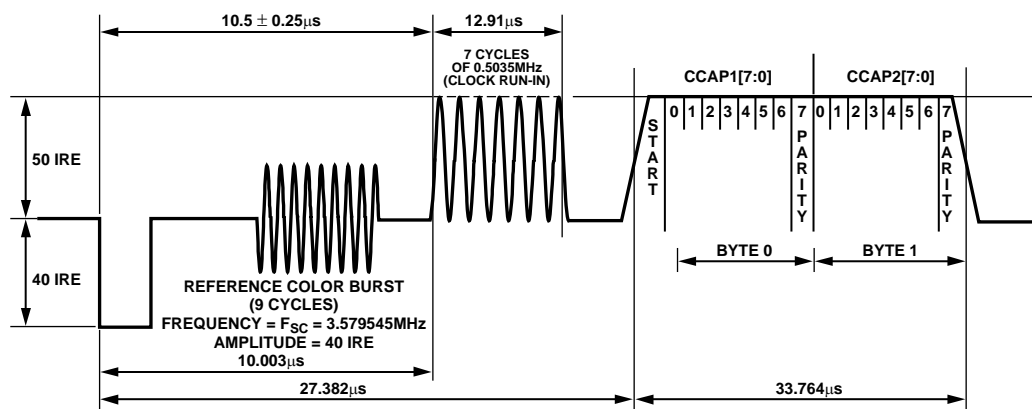 10.5 ± 0.25µs
12.91µs
7 CYCLES
OF 0.5035MHz
(CLOCK RUN-IN)
CCAP1[7:0]
CCAP2[7:0]
0 1 2 3 4 5 6 7 0 1 2 3 4 5 6 7
START
PARITY
PARITY
50 IRE
40 IRE
BYTE 0
BYTE 1
REFERENCE COLOR BURST
(9 CYCLES)
FREQUENCY = FSC = 3.579545MHz
AMPLITUDE = 40 IRE
10.003µs
27.382µs
33.764µs